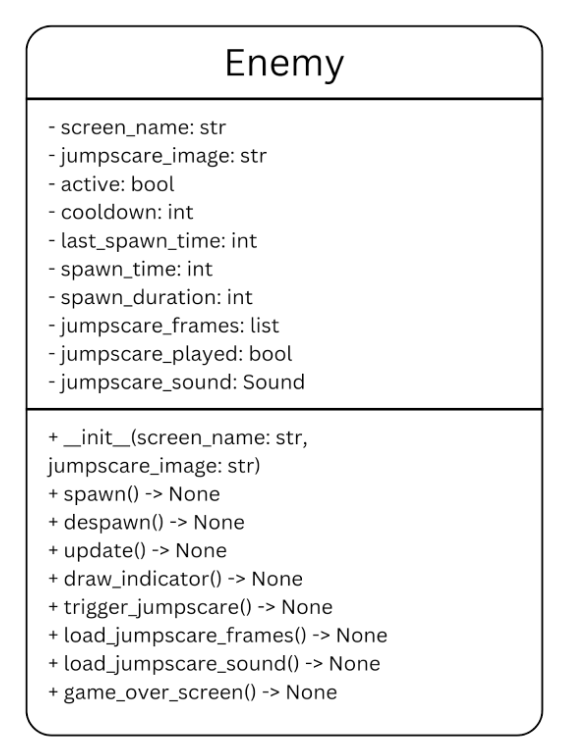 Enemy
- screen_name: str
- jumpscare_image: str
- active: bool
- cooldown: int
- last_spawn_time: int
- spawn_time: int
- spawn_duration: int
- jumpscare_frames: list
- jumpscare_played: bool
- jumpscare_sound: Sound
+ __init__(screen_name: str,
jumpscare_image: str)
+ spawn() -> None
+ despawn() -> None
+ update() -> None
+ draw_indicator() -> None
+ trigger_jumpscare() -> None
+ load_jumpscare_frames() -> None
+ load_jumpscare_sound() -> None
+ game_over_screen() -> None